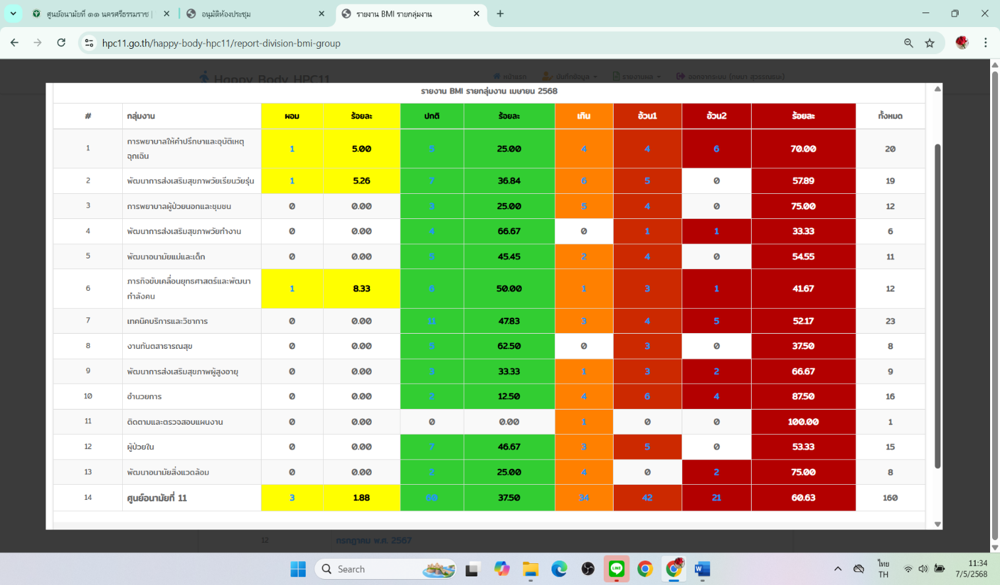 ศูนย์อนามัยที่ ๑๑ นครศรีธรรมราช |
อนุมัติห้องประชุม
รายงาน BMI รายกลุ่มงาน
hpc11.go.th/happy-body-hpc11/report-division-bmi-group
Happy Body HPC11 หน้าแรก บันทึกข้อมูล รายงานผล ออกจากระบบ
รายงาน BMI รายกลุ่มงาน เมษายน 2568
# กลุ่มงาน ผอม ร้อยละ ปกติ ร้อยละ เกิน อ้วน1 อ้วน2 ร้อยละ ทั้งหมด
1 การพยาบาลให้คำปรึกษาและอุบัติเหตุ
ฉุกเฉิน 1 5.00 5 25.00 4 4 6 70.00 20
2 พัฒนาการส่งเสริมสุขภาพวัยเรียนวัยรุ่น 1 5.26 7 36.84 6 5 0 57.89 19
3 การพยาบาลผู้ป่วยนอกและชุมชน 0 0.00 3 25.00 5 4 0 75.00 12
4 พัฒนาการส่งเสริมสุขภาพวัยทำงาน 0 0.00 4 66.67 0 1 1 33.33 6
5 พัฒนาอนามัยแม่และเด็ก 0 0.00 5 45.45 2 4 0 54.55 11
6 ภารกิจขับเคลื่อนยุทธศาสตร์และพัฒนา
กำลังคน 1 8.33 6 50.00 1 3 1 41.67 12
7 เทคนิคบริการและวิชาการ 0 0.00 11 47.83 3 4 5 52.17 23
8 งานทันตสาธารณสุข 0 0.00 5 62.50 0 3 0 37.50 8
9 พัฒนาการส่งเสริมสุขภาพผู้สูงอายุ 0 0.00 3 33.33 1 3 2 66.67 9
10 อำนวยการ 0 0.00 2 12.50 4 6 4 87.50 16
11 ติดตามและตรวจสอบแผนงาน 0 0.00 0 0.00 1 0 0 100.00 1
12 ผู้ป่วยใน 0 0.00 7 46.67 3 5 0 53.33 15
13 พัฒนาอนามัยสิ่งแวดล้อม 0 0.00 2 25.00 4 0 2 75.00 8
14 ศูนย์อนามัยที่ 11 3 1.88 60 37.50 34 42 21 60.63 160
12 กรกฎาคม พ.ศ. 2567
Search
LINE
W
ไทย
TH
11:34
7/5/2568